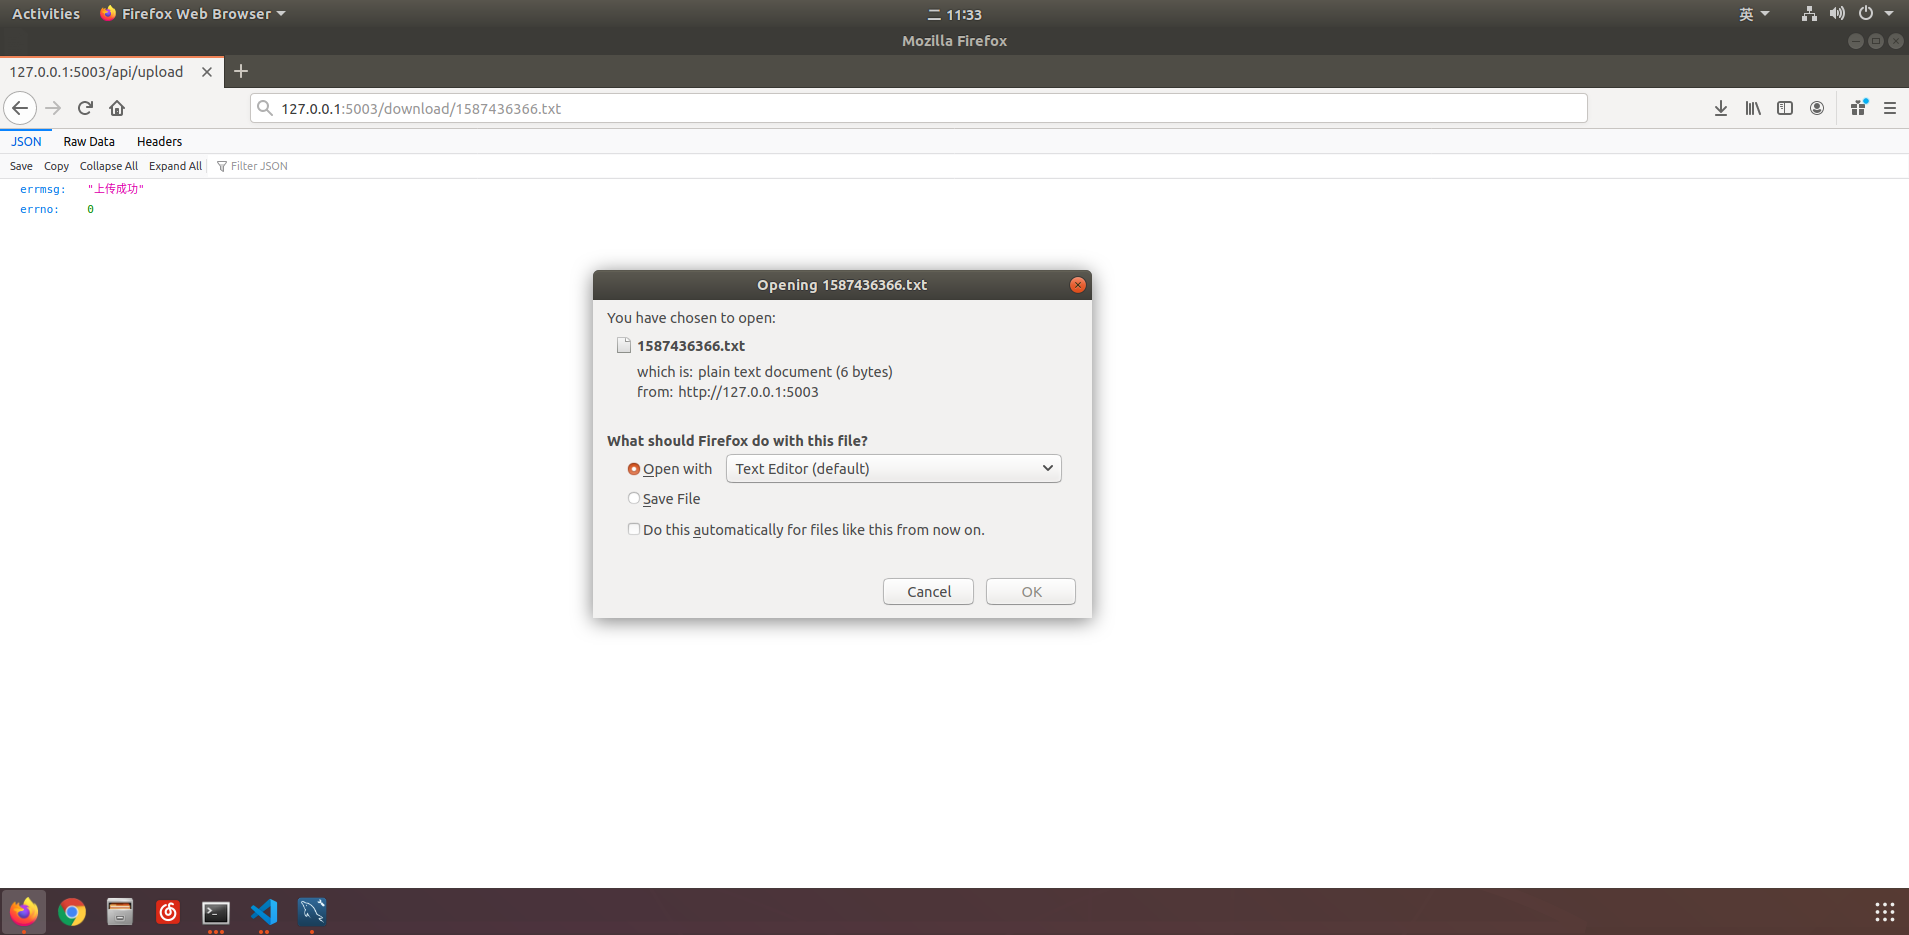 Activities Firefox Web Browser 二 11:33 英
Mozilla Firefox
127.0.0.1:5003/api/upload
127.0.0.1:5003/download/1587436366.txt
JSON Raw Data Headers
Save Copy Collapse All Expand All Filter JSON
errmsg: "上传成功"
errno: 0
Opening 1587436366.txt
You have chosen to open:
1587436366.txt
which is: plain text document (6 bytes)
from: http://127.0.0.1:5003
What should Firefox do with this file?
Open with Text Editor (default)
Save File
Do this automatically for files like this from now on.
Cancel OK